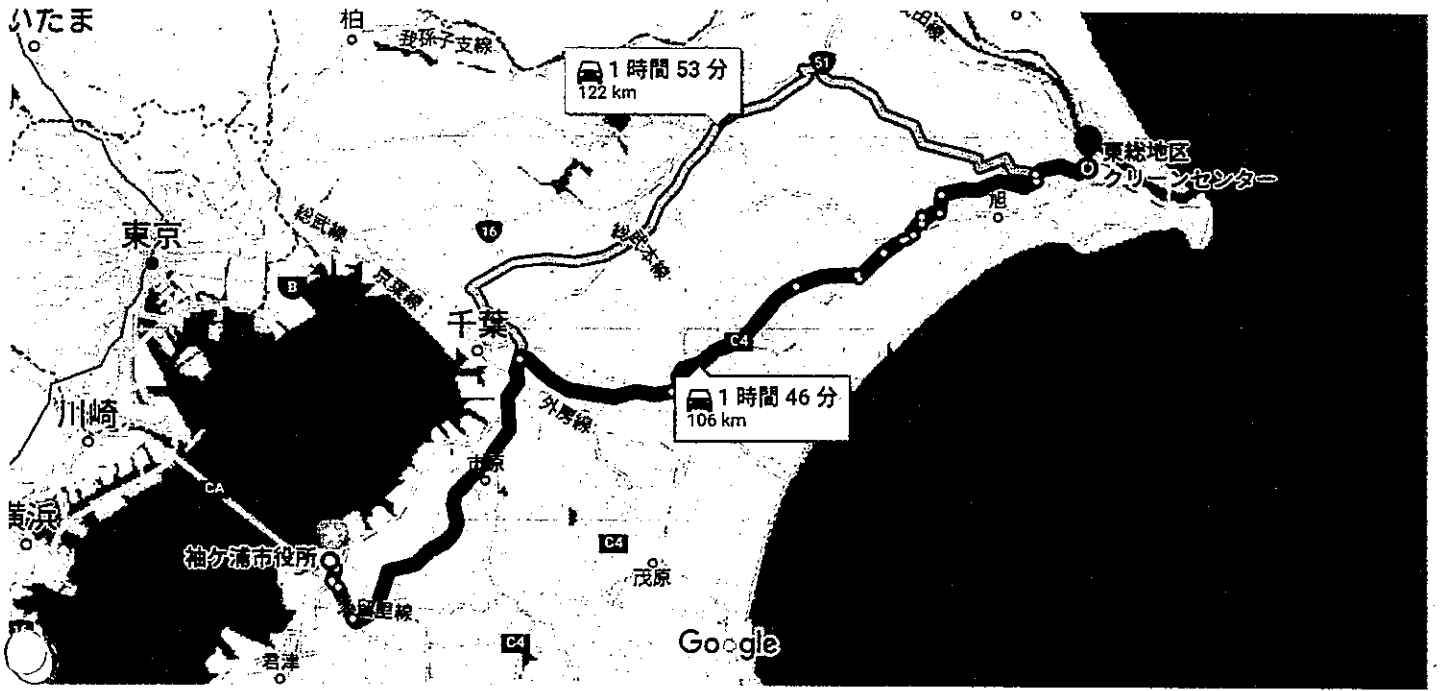 いたま
柏
我孫子支線
51
1 時間 53 分
122 km
東総地区
クリーンセンター
旭
16
総武線
総武本線
東京
京葉線
千葉
C4
1 時間 46 分
106 km
外房線
川崎
市原
CA
横浜
袖ケ浦市役所
C4
茂原
久留里線
C4
Google
君津